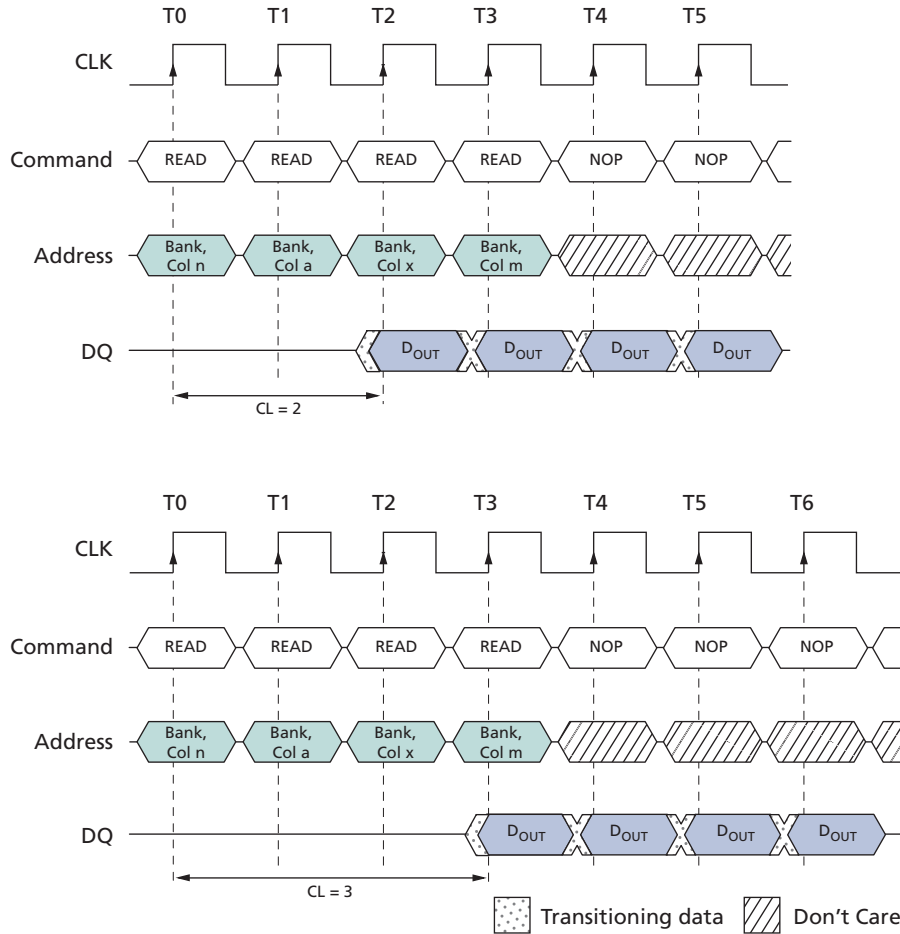 T0 T1 T2 T3 T4 T5
CLK
Command READ READ READ READ NOP NOP
Address Bank, Col n Bank, Col a Bank, Col x Bank, Col m
DQ DOUT DOUT DOUT DOUT
CL = 2
T0 T1 T2 T3 T4 T5 T6
CLK
Command READ READ READ READ NOP NOP NOP
Address Bank, Col n Bank, Col a Bank, Col x Bank, Col m
DQ DOUT DOUT DOUT DOUT
CL = 3
Transitioning data Don't Care